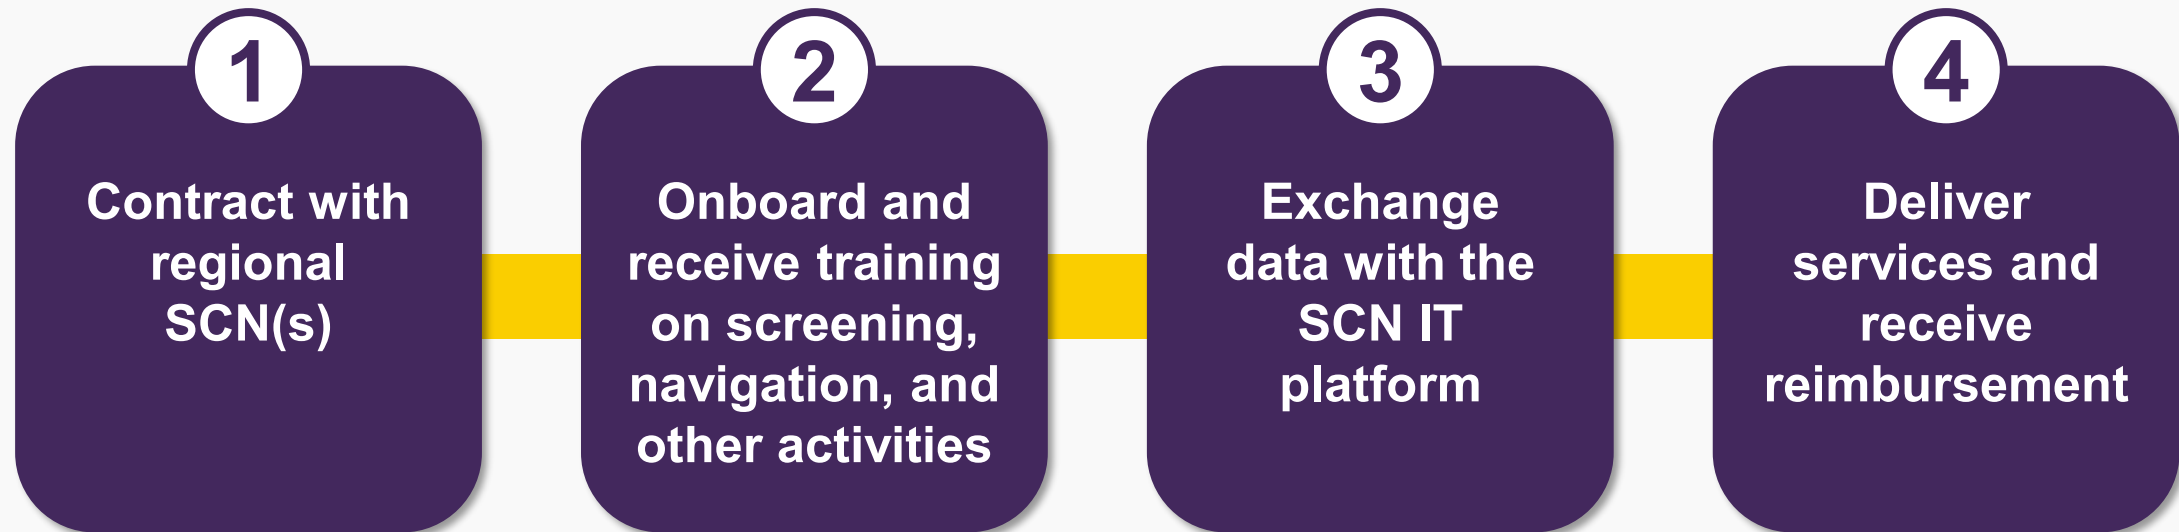 1
Contract with
regional
SCN(s)
2
Onboard and
receive training
on screening,
navigation, and
other activities
3
Exchange
data with the
SCN IT
platform
4
Deliver
services and
receive
reimbursement